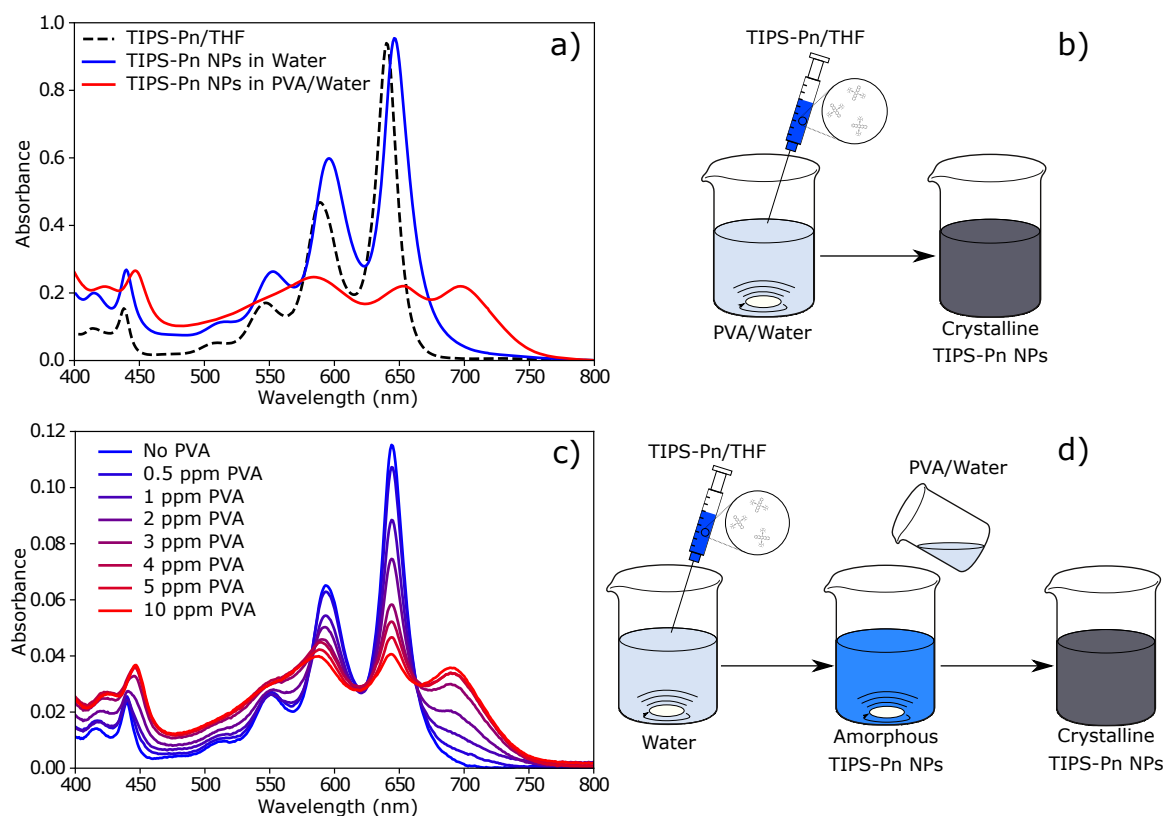 a)
1.0
0.8
0.6
0.4
0.2
0.0
Absorbance
TIPS-Pn/THF
TIPS-Pn NPs in Water
TIPS-Pn NPs in PVA/Water
400 450 500 550 600 650 700 750 800
Wavelength (nm)
b)
TIPS-Pn/THF
PVA/Water
Crystalline
TIPS-Pn NPs
c)
0.12
0.10
0.08
0.06
0.04
0.02
0.00
Absorbance
No PVA
0.5 ppm PVA
1 ppm PVA
2 ppm PVA
3 ppm PVA
4 ppm PVA
5 ppm PVA
10 ppm PVA
400 450 500 550 600 650 700 750 800
Wavelength (nm)
d)
TIPS-Pn/THF
PVA/Water
Water
Amorphous
TIPS-Pn NPs
Crystalline
TIPS-Pn NPs